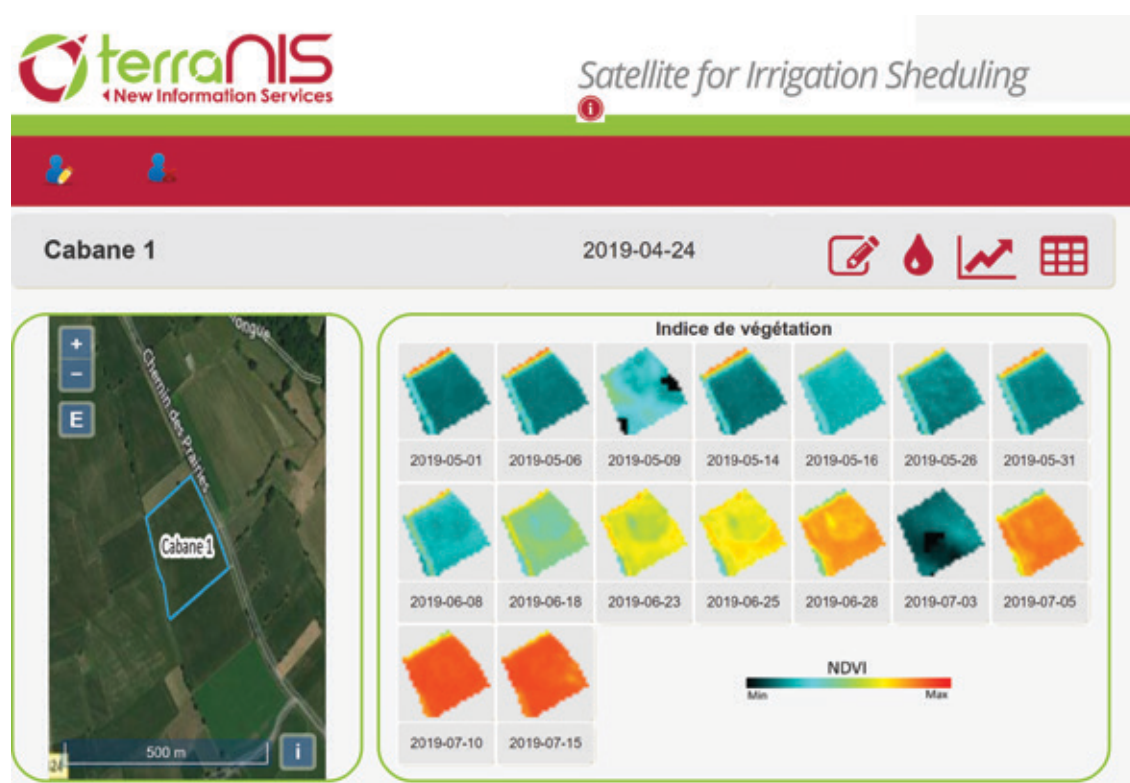 terraNIS
New Information Services
Satellite for Irrigation Sheduling
i
Cabane 1
2019-04-24
+
−
E
Chemin des Prairies
ongue
Cabane 1
500 m
i
Indice de végétation
2019-05-01 2019-05-06 2019-05-09 2019-05-14 2019-05-16 2019-05-26 2019-05-31
2019-06-08 2019-06-18 2019-06-23 2019-06-25 2019-06-28 2019-07-03 2019-07-05
2019-07-10 2019-07-15
NDVI
Min Max